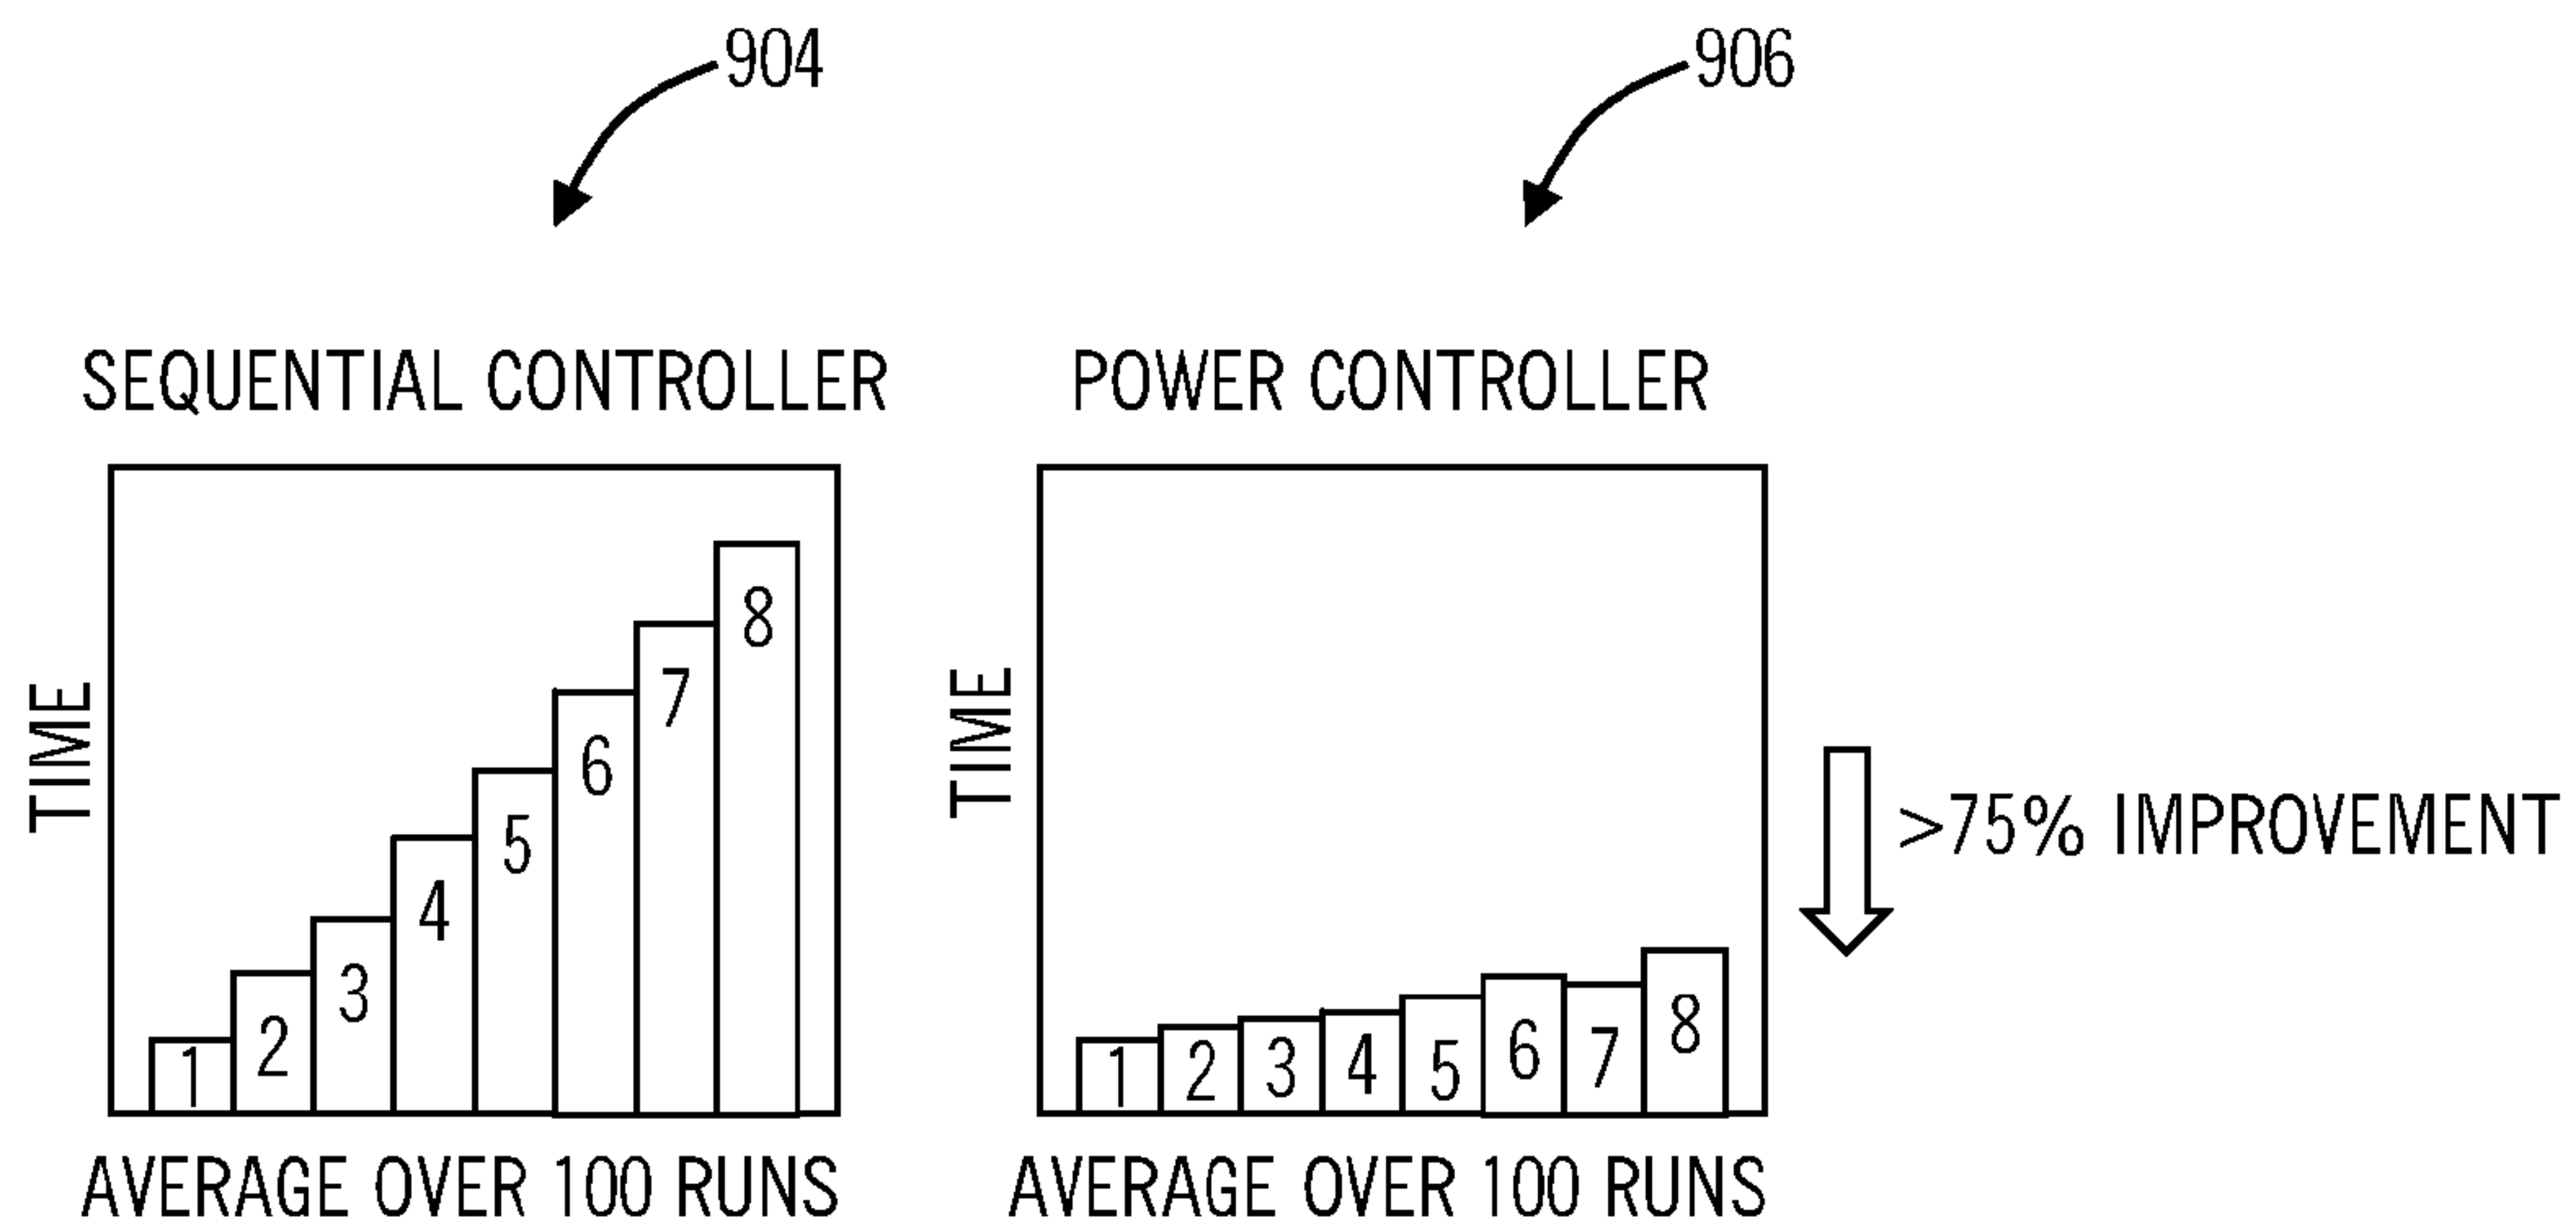 904
906
SEQUENTIAL CONTROLLER
POWER CONTROLLER
TIME
1
2
3
4
5
6
7
8
AVERAGE OVER 100 RUNS
TIME
1
2
3
4
5
6
7
8
AVERAGE OVER 100 RUNS
>75% IMPROVEMENT